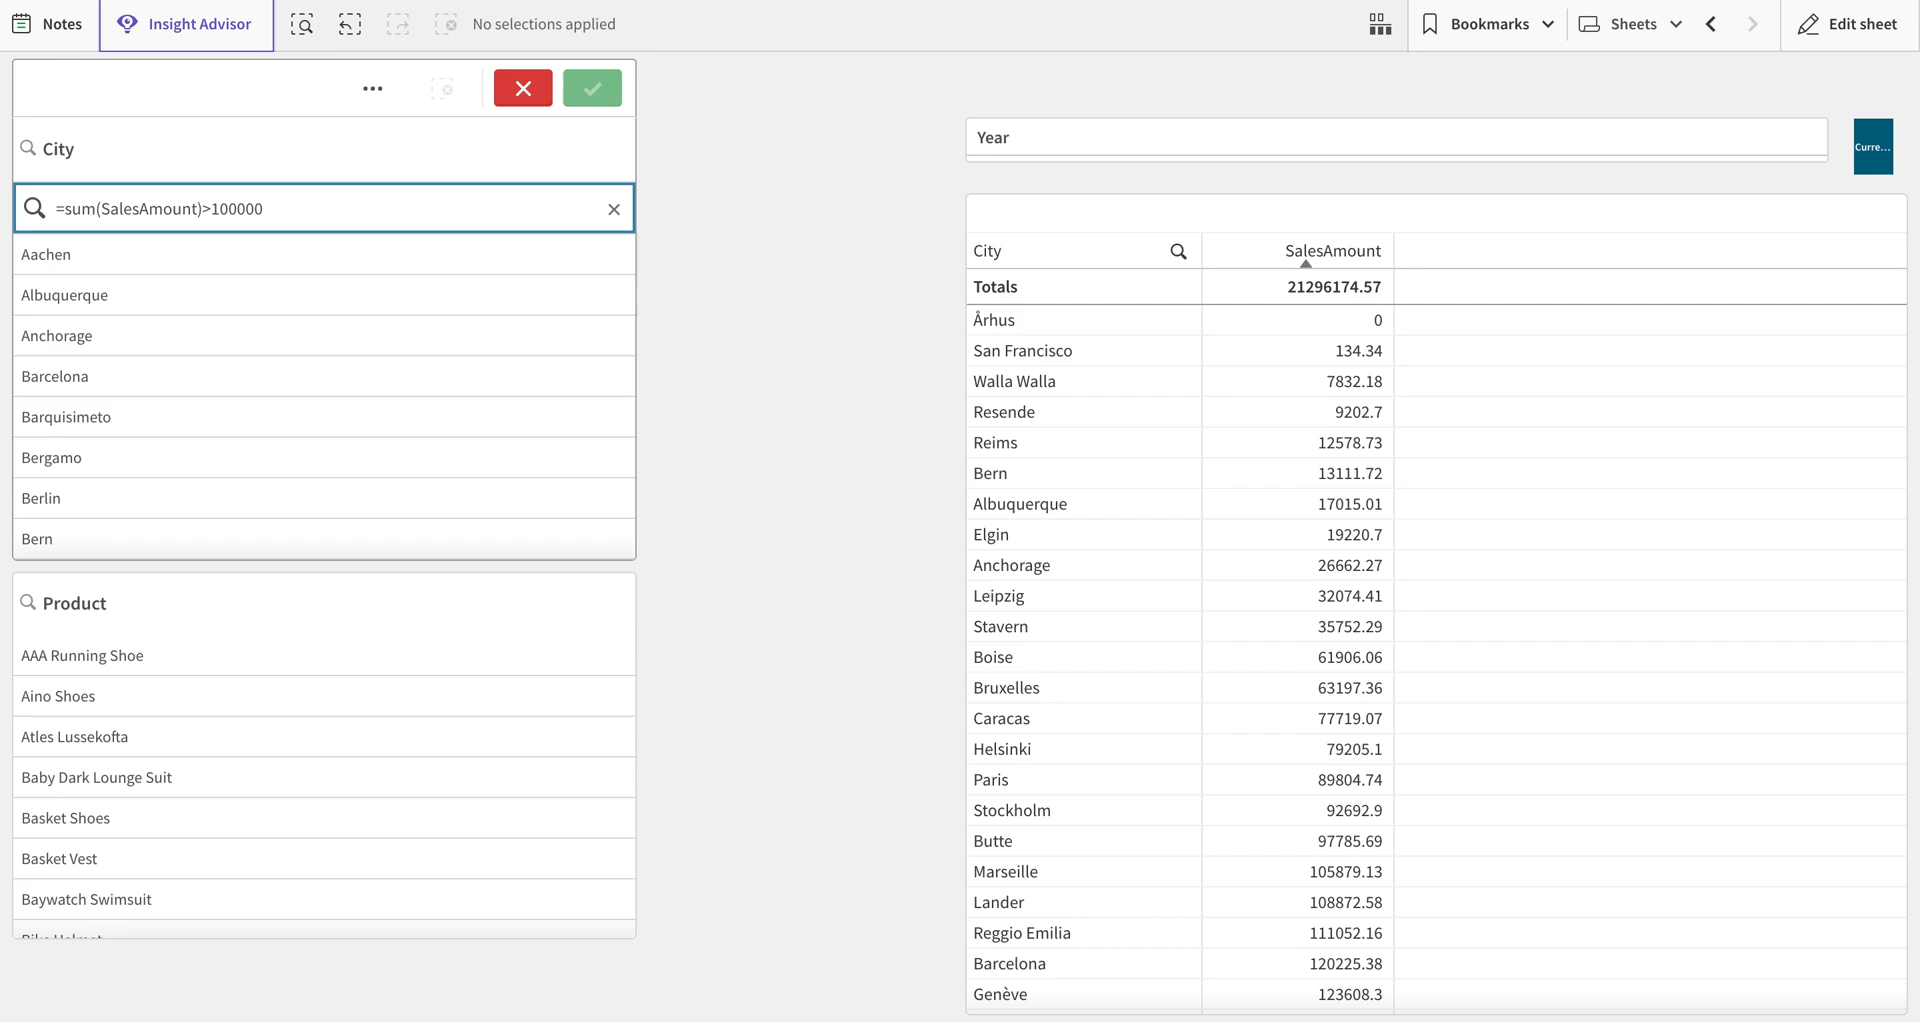 Notes
Insight Advisor
No selections applied
Bookmarks
Sheets
Edit sheet
City
=sum(SalesAmount)>100000
Aachen
Albuquerque
Anchorage
Barcelona
Barquisimeto
Bergamo
Berlin
Bern
Product
AAA Running Shoe
Aino Shoes
Atles Lussekofta
Baby Dark Lounge Suit
Basket Shoes
Basket Vest
Baywatch Swimsuit
Year
Curre...
City SalesAmount
Totals 21296174.57
Århus 0
San Francisco 134.34
Walla Walla 7832.18
Resende 9202.7
Reims 12578.73
Bern 13111.72
Albuquerque 17015.01
Elgin 19220.7
Anchorage 26662.27
Leipzig 32074.41
Stavern 35752.29
Boise 61906.06
Bruxelles 63197.36
Caracas 77719.07
Helsinki 79205.1
Paris 89804.74
Stockholm 92692.9
Butte 97785.69
Marseille 105879.13
Lander 108872.58
Reggio Emilia 111052.16
Barcelona 120225.38
Genève 123608.3